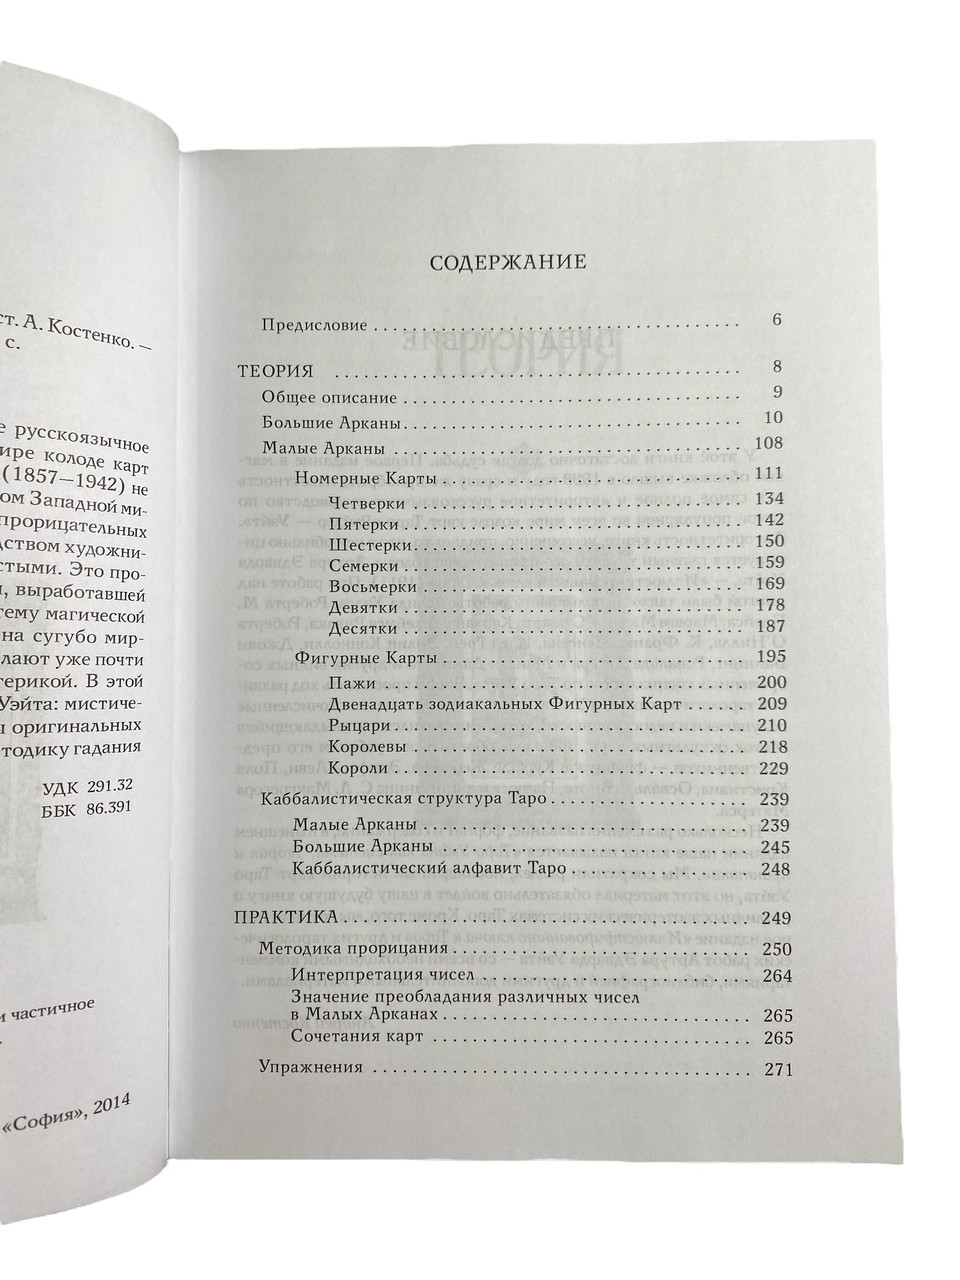 ст. А. Костенко. —
с.
е русскоязычное
мире колоде карт
(1857—1942) не
ом Западной ми-
прорицательных
дством художни-
стыми. Это про-
и, выработавшей
тему магической
на сугубо мир-
лают уже почти
терикой. В этой
Уэйта: мистиче-
ы оригинальных
етодику гадания
УДК 291.32
ББК 86.391
и частичное
«София», 2014
СОДЕРЖАНИЕ
Предисловие . . . . . . . . . . . . . . . . . . . . 6
ТЕОРИЯ . . . . . . . . . . . . . . . . . . . . 8
Общее описание . . . . . . . . . . . . . . . . . . . . 9
Большие Арканы. . . . . . . . . . . . . . . . . . . . 10
Малые Арканы . . . . . . . . . . . . . . . . . . . . 108
Номерные Карты . . . . . . . . . . . . . . . . . . . . 111
Четверки . . . . . . . . . . . . . . . . . . . . 134
Пятерки . . . . . . . . . . . . . . . . . . . . 142
Шестерки. . . . . . . . . . . . . . . . . . . . 150
Семерки . . . . . . . . . . . . . . . . . . . . 159
Восьмерки . . . . . . . . . . . . . . . . . . . . 169
Девятки . . . . . . . . . . . . . . . . . . . . 178
Десятки . . . . . . . . . . . . . . . . . . . . 187
Фигурные Карты . . . . . . . . . . . . . . . . . . . . 195
Пажи . . . . . . . . . . . . . . . . . . . . 200
Двенадцать зодиакальных Фигурных Карт . . . . . . 209
Рыцари . . . . . . . . . . . . . . . . . . . . 210
Королевы . . . . . . . . . . . . . . . . . . . . 218
Короли . . . . . . . . . . . . . . . . . . . . 229
Каббалистическая структура Таро. . . . . . . . . . . . . . 239
Малые Арканы . . . . . . . . . . . . . . . . . . . . 239
Большие Арканы . . . . . . . . . . . . . . . . . . . . 245
Каббалистический алфавит Таро . . . . . . . . . . . . . . 248
ПРАКТИКА . . . . . . . . . . . . . . . . . . . . 249
Методика прорицания . . . . . . . . . . . . . . . . . . . . 250
Интерпретация чисел . . . . . . . . . . . . . . . . . . . . 264
Значение преобладания различных чисел
в Малых Арканах . . . . . . . . . . . . . . . . . . . . 265
Сочетания карт . . . . . . . . . . . . . . . . . . . . 265
Упражнения . . . . . . . . . . . . . . . . . . . . 271